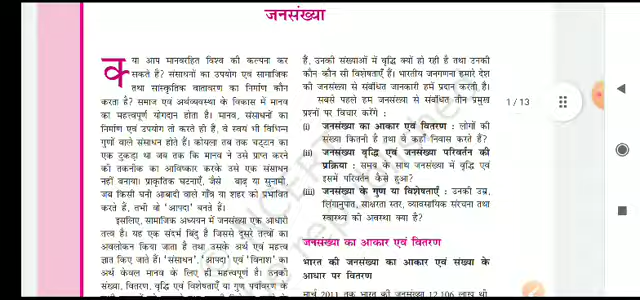 जनसंख्या
क्या आप मानवरहित विश्व की कल्पना कर
सकते हैं? संसाधनों का उपयोग एवं सामाजिक
तथा सांस्कृतिक वातावरण का निर्माण कौन
करता है? समाज एवं अर्थव्यवस्था के विकास में मानव
का महत्त्वपूर्ण योगदान होता है। मानव, संसाधनों का
निर्माण एवं उपयोग तो करते ही हैं, वे स्वयं भी विभिन्न
गुणों वाले संसाधन होते हैं। कोयला तब तक चट्टान का
एक टुकड़ा था जब तक कि मानव ने उसे प्राप्त करने
की तकनीक का आविष्कार करके उसे एक संसाधन
नहीं बनाया। प्राकृतिक घटनाएँ, जैसे बाढ़ या सुनामी,
जब किसी घनी आबादी वाले गाँव या शहर को प्रभावित
करते हैं, तभी वो 'आपदा' बनते हैं।
इसलिए, सामाजिक अध्ययन में जनसंख्या एक आधारी
तत्त्व है। यह एक संदर्भ बिंदु है जिससे दूसरे तत्त्वों का
अवलोकन किया जाता है तथा उसके अर्थ एवं महत्त्व
ज्ञात किए जाते हैं। 'संसाधन', 'आपदा' एवं 'विनाश' का
अर्थ केवल मानव के लिए ही महत्त्वपूर्ण है। उनकी
संख्या, वितरण, वृद्धि एवं विशेषताएँ या गुण पर्यावरण के
हैं, उनकी संख्याओं में वृद्धि क्यों हो रही है तथा उनकी
कौन कौन सी विशेषताएँ हैं। भारतीय जनगणना हमारे देश
की जनसंख्या से संबंधित जानकारी हमें प्रदान करती है।
सबसे पहले हम जनसंख्या से संबंधित तीन प्रमुख
प्रश्नों पर विचार करेंगे :
(i) जनसंख्या का आकार एवं वितरण : लोगों की
संख्या कितनी है तथा वे कहाँ निवास करते हैं?
(ii) जनसंख्या वृद्धि एवं जनसंख्या परिवर्तन की
प्रक्रिया : समय के साथ जनसंख्या में वृद्धि एवं
इसमें परिवर्तन कैसे हुआ?
(iii) जनसंख्या के गुण या विशेषताएँ : उनकी उम्र,
लिंगानुपात, साक्षरता स्तर, व्यावसायिक संरचना तथा
स्वास्थ्य की अवस्था क्या है?
जनसंख्या का आकार एवं वितरण
भारत की जनसंख्या का आकार एवं संख्या के
आधार पर वितरण
मार्च 2011 तक भारत की जनसंख्या 12,106 लाख थी
1 / 13